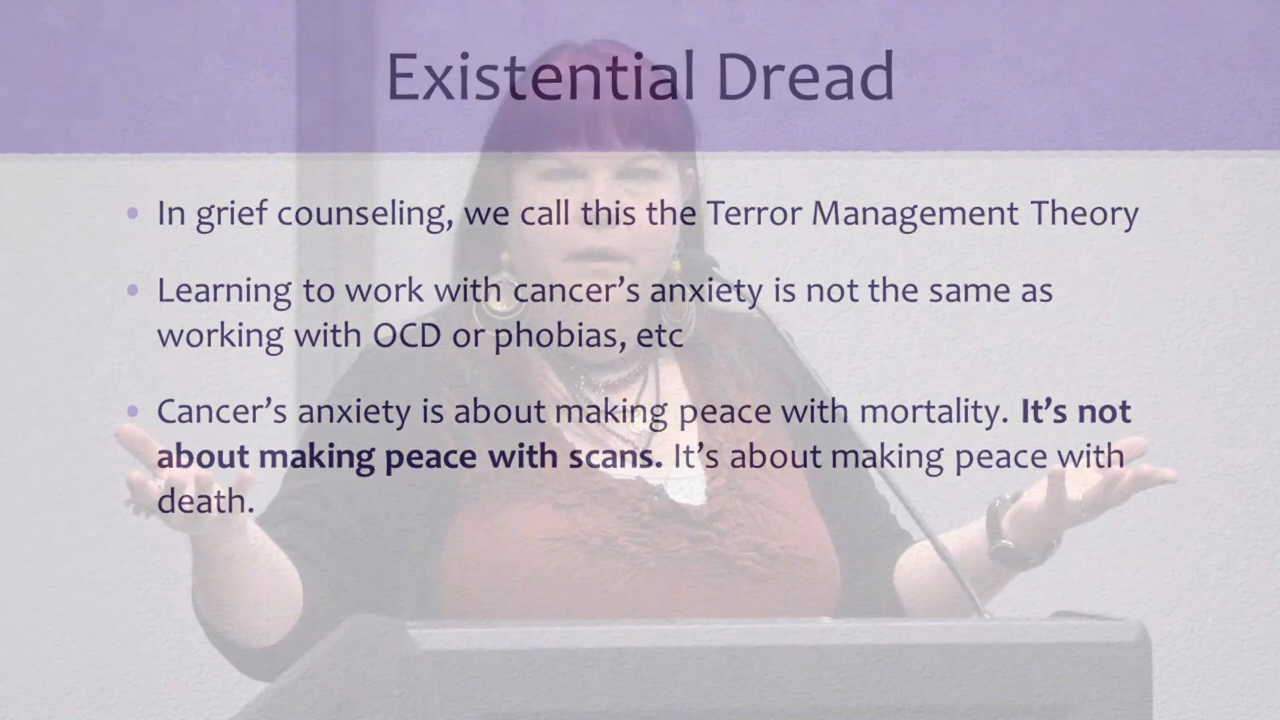 Existential Dread
• In grief counseling, we call this the Terror Management Theory
• Learning to work with cancer’s anxiety is not the same as
working with OCD or phobias, etc
• Cancer’s anxiety is about making peace with mortality. It’s not
about making peace with scans. It’s about making peace with
death.